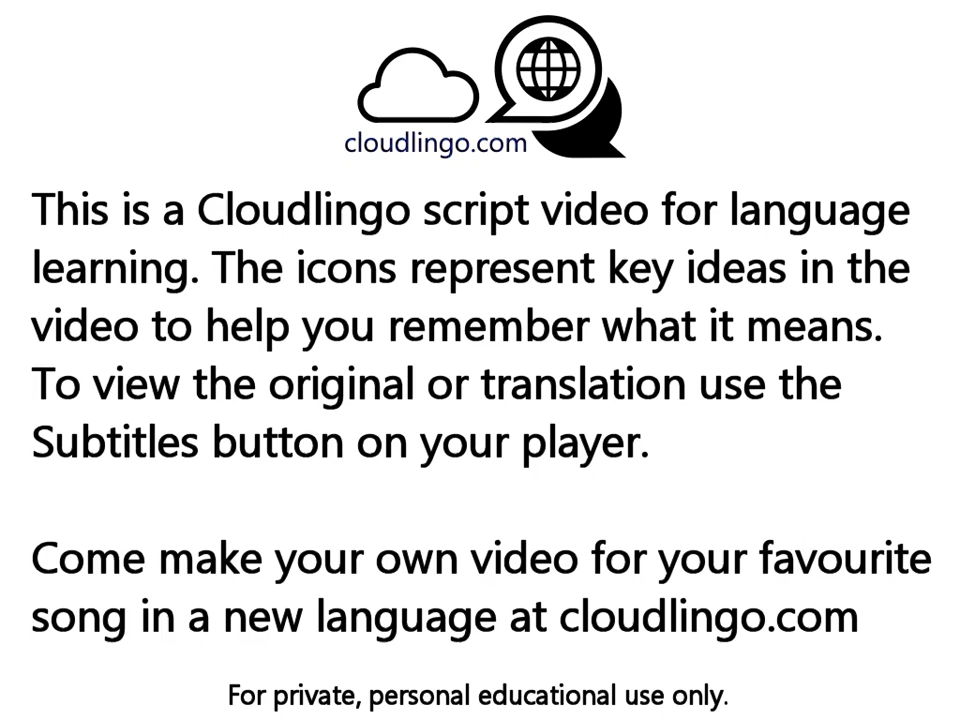 cloudlingo.com
This is a Cloudlingo script video for language
learning. The icons represent key ideas in the
video to help you remember what it means.
To view the original or translation use the
Subtitles button on your player.
Come make your own video for your favourite
song in a new language at cloudlingo.com
For private, personal educational use only.